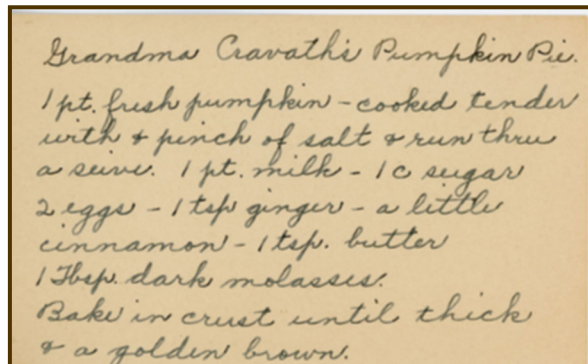 Grandma Cravath's Pumpkin Pie.
1 pt. fresh pumpkin - cooked tender
with & pinch of salt & run thru
a seive. 1 pt. milk - 1 c sugar
2 eggs - 1 tsp ginger - a little
cinnamon - 1 tsp. butter
1 Tbsp. dark molasses.
Bake in crust until thick
& a golden brown.